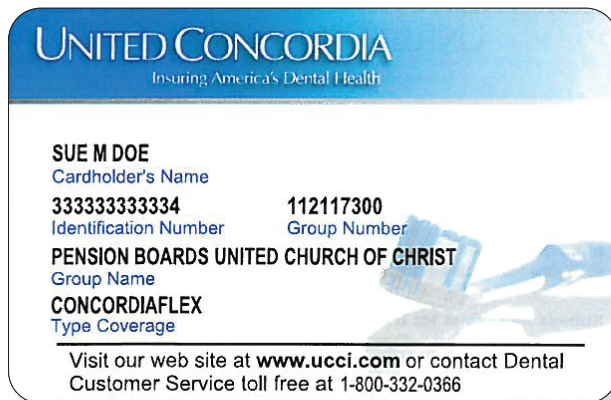 UNITED CONCORDIA
Insuring America's Dental Health
SUE M DOE
Cardholder's Name
333333333334 112117300
Identification Number Group Number
PENSION BOARDS UNITED CHURCH OF CHRIST
Group Name
CONCORDIAFLEX
Type Coverage
Visit our web site at www.ucci.com or contact Dental
Customer Service toll free at 1-800-332-0366